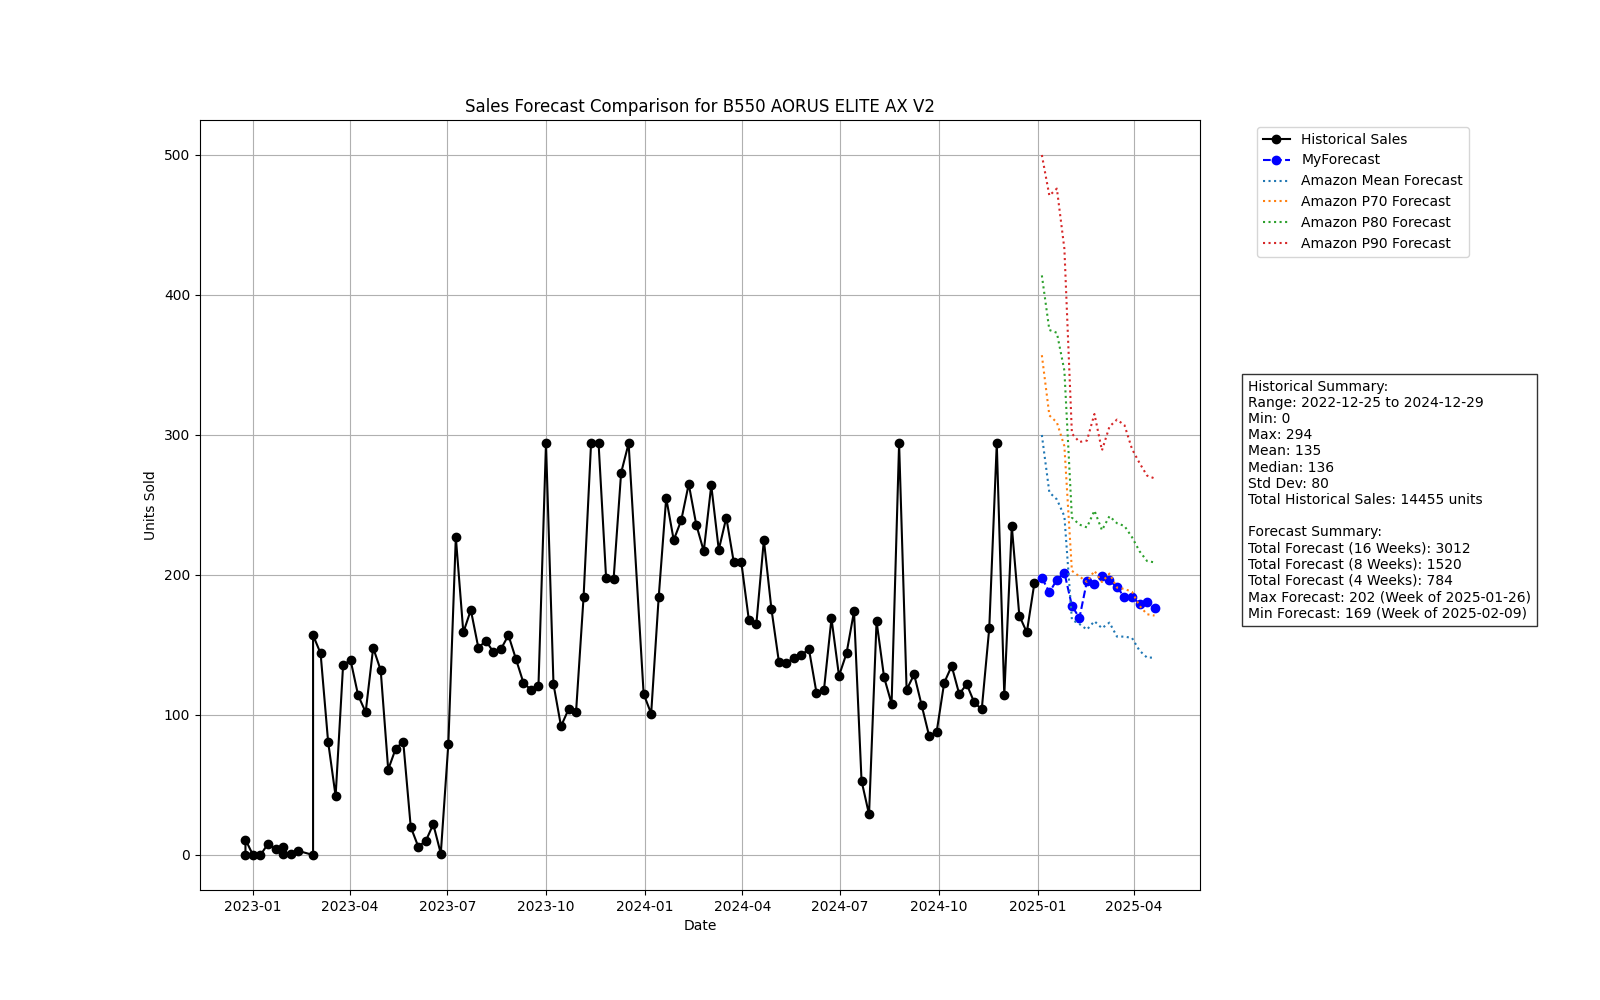 Sales Forecast Comparison for B550 AORUS ELITE AX V2
Units Sold
500
400
300
200
100
0
2023-01 2023-04 2023-07 2023-10 2024-01 2024-04 2024-07 2024-10 2025-01 2025-04
Date
Historical Sales
MyForecast
Amazon Mean Forecast
Amazon P70 Forecast
Amazon P80 Forecast
Amazon P90 Forecast
Historical Summary:
Range: 2022-12-25 to 2024-12-29
Min: 0
Max: 294
Mean: 135
Median: 136
Std Dev: 80
Total Historical Sales: 14455 units
Forecast Summary:
Total Forecast (16 Weeks): 3012
Total Forecast (8 Weeks): 1520
Total Forecast (4 Weeks): 784
Max Forecast: 202 (Week of 2025-01-26)
Min Forecast: 169 (Week of 2025-02-09)